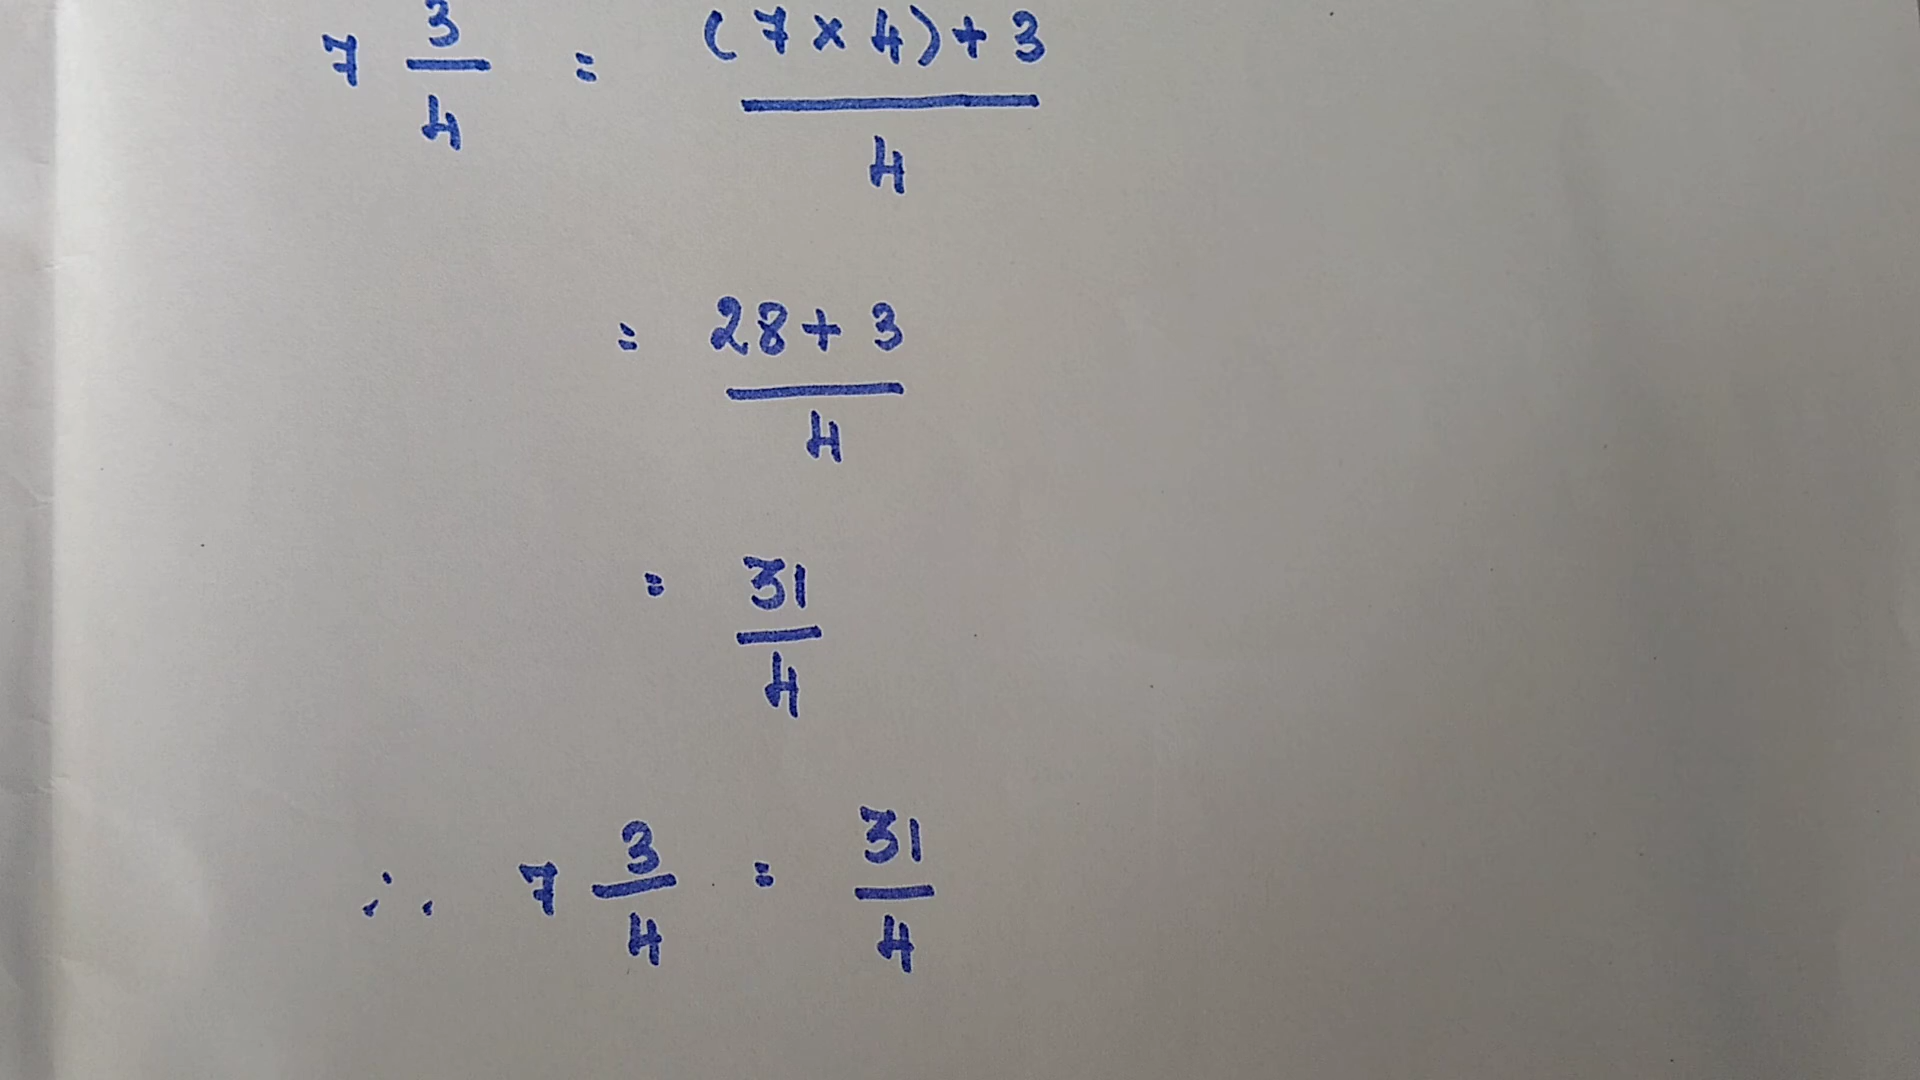 7 3/4 = (7 × 4) + 3 / 4
= 28 + 3 / 4
= 31/4
∴ 7 3/4 = 31/4